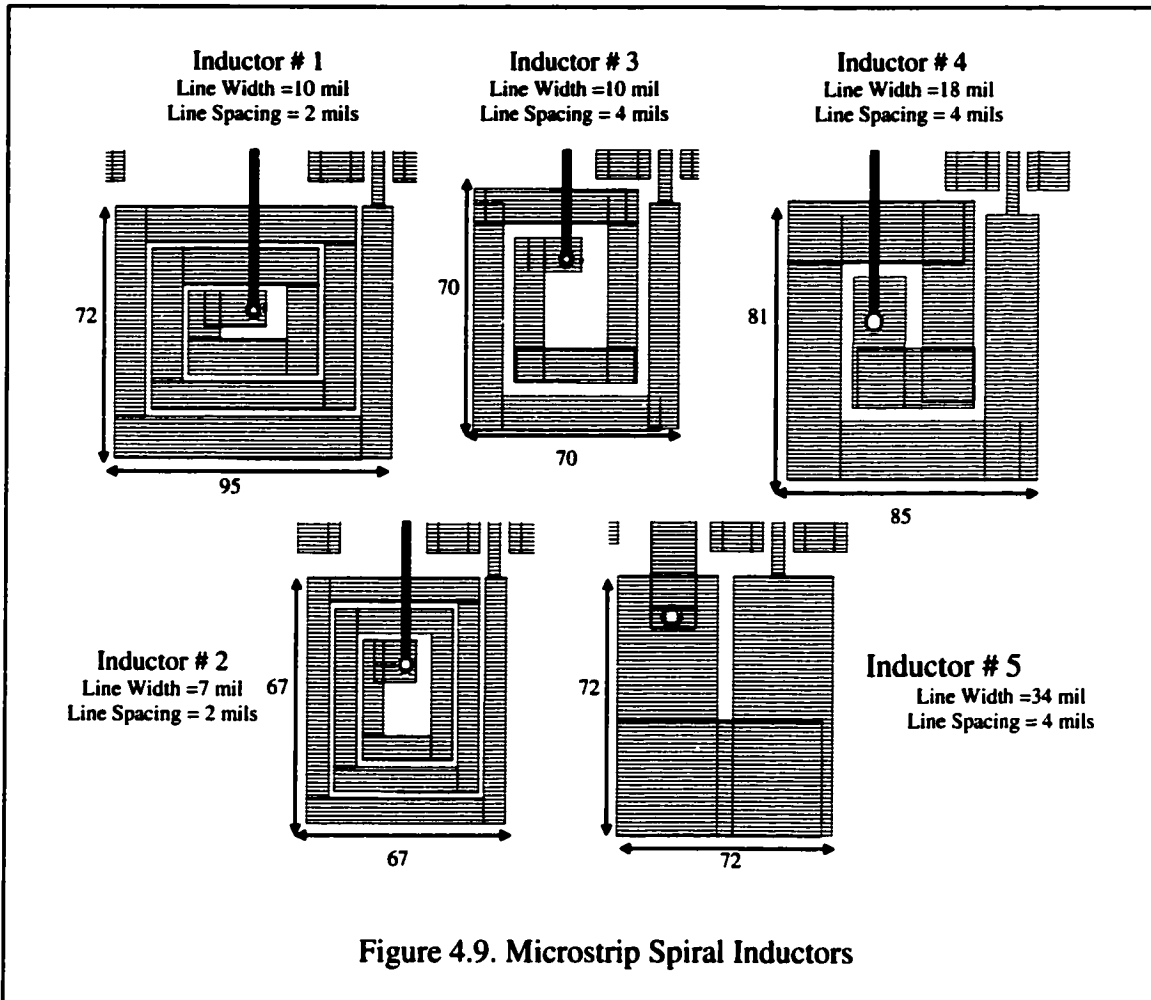 Inductor # 1
Line Width =10 mil
Line Spacing = 2 mils
Inductor # 3
Line Width =10 mil
Line Spacing = 4 mils
Inductor # 4
Line Width =18 mil
Line Spacing = 4 mils
72
95
70
70
81
85
Inductor # 2
Line Width =7 mil
Line Spacing = 2 mils
67
67
72
72
Inductor # 5
Line Width =34 mil
Line Spacing = 4 mils
Figure 4.9. Microstrip Spiral Inductors